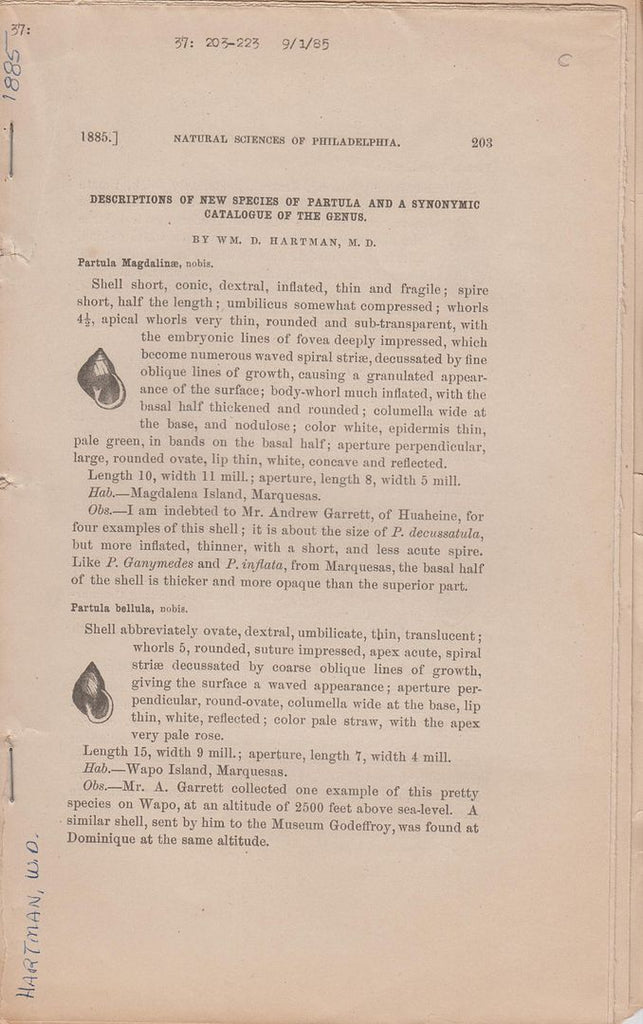 37:
37: 203-223 9/1/85
C
1885
1885.] NATURAL SCIENCES OF PHILADELPHIA. 203
DESCRIPTIONS OF NEW SPECIES OF PARTULA AND A SYNONYMIC
CATALOGUE OF THE GENUS.
BY WM. D. HARTMAN, M. D.
Partula Magdalinæ, nobis.
Shell short, conic, dextral, inflated, thin and fragile; spire
short, half the length; umbilicus somewhat compressed; whorls
4½, apical whorls very thin, rounded and sub-transparent, with
the embryonic lines of fovea deeply impressed, which
become numerous waved spiral striæ, decussated by fine
oblique lines of growth, causing a granulated appear-
ance of the surface; body-whorl much inflated, with the
basal half thickened and rounded; columella wide at
the base, and nodulose; color white, epidermis thin,
pale green, in bands on the basal half; aperture perpendicular,
large, rounded ovate, lip thin, white, concave and reflected.
Length 10, width 11 mill.; aperture, length 8, width 5 mill.
Hab.—Magdalena Island, Marquesas.
Obs.—I am indebted to Mr. Andrew Garrett, of Huaheine, for
four examples of this shell; it is about the size of P. decussatula,
but more inflated, thinner, with a short, and less acute spire.
Like P. Ganymedes and P. inflata, from Marquesas, the basal half
of the shell is thicker and more opaque than the superior part.
Partula bellula, nobis.
Shell abbreviately ovate, dextral, umbilicate, thin, translucent;
whorls 5, rounded, suture impressed, apex acute, spiral
striæ decussated by coarse oblique lines of growth,
giving the surface a waved appearance; aperture per-
pendicular, round-ovate, columella wide at the base, lip
thin, white, reflected; color pale straw, with the apex
very pale rose.
Length 15, width 9 mill.; aperture, length 7, width 4 mill.
Hab.—Wapo Island, Marquesas.
Obs.—Mr. A. Garrett collected one example of this pretty
species on Wapo, at an altitude of 2500 feet above sea-level. A
similar shell, sent by him to the Museum Godeffroy, was found at
Dominique at the same altitude.
HARTMAN, W.D.